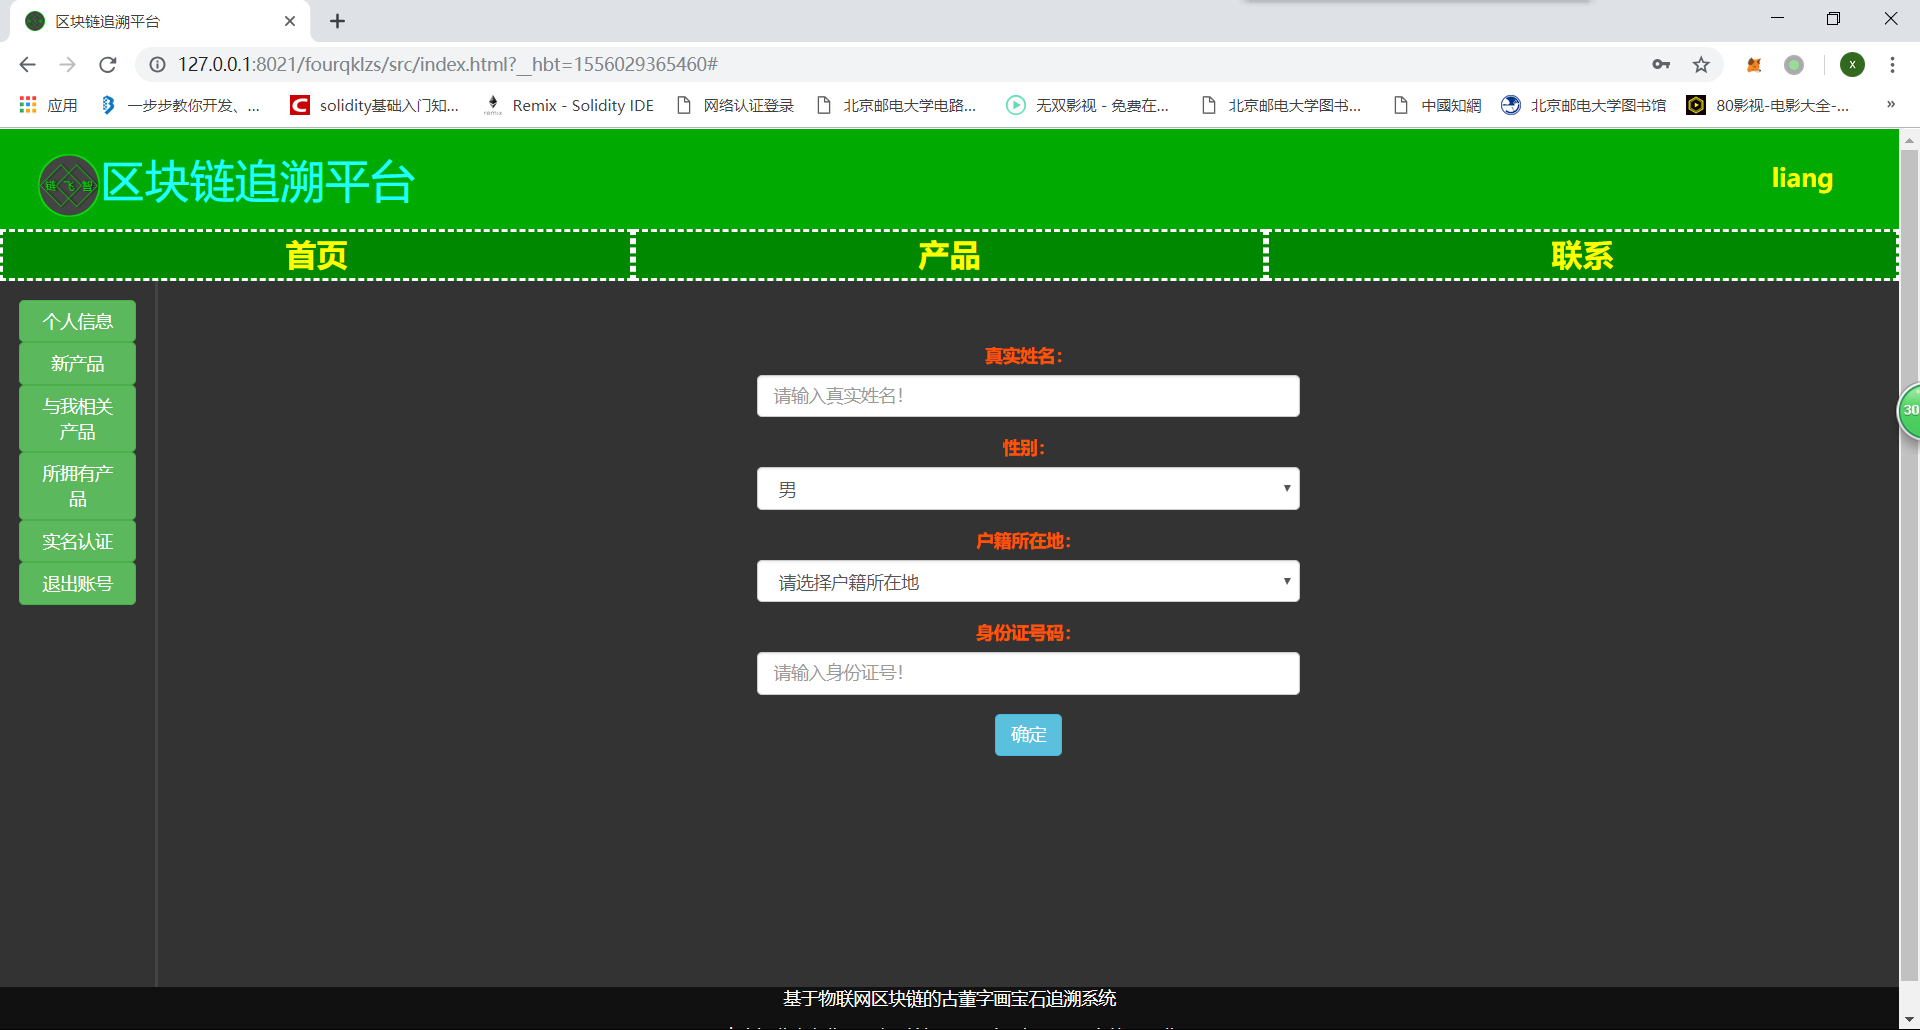 区块链追溯平台
127.0.0.1:8021/fourqklzs/src/index.html?__hbt=1556029365460#
X
应用
一步步教你开发、...
solidity基础入门知...
Remix - Solidity IDE
网络认证登录
北京邮电大学电路...
无双影视 - 免费在...
北京邮电大学图书...
中國知網
北京邮电大学图书馆
80影视-电影大全-...
»
链飞智
区块链追溯平台
liang
首页
产品
联系
个人信息
新产品
与我相关
产品
所拥有产
品
实名认证
退出账号
真实姓名：
请输入真实姓名！
性别：
男
户籍所在地：
请选择户籍所在地
身份证号码：
请输入身份证号！
确定
30
基于物联网区块链的古董字画宝石追溯系统